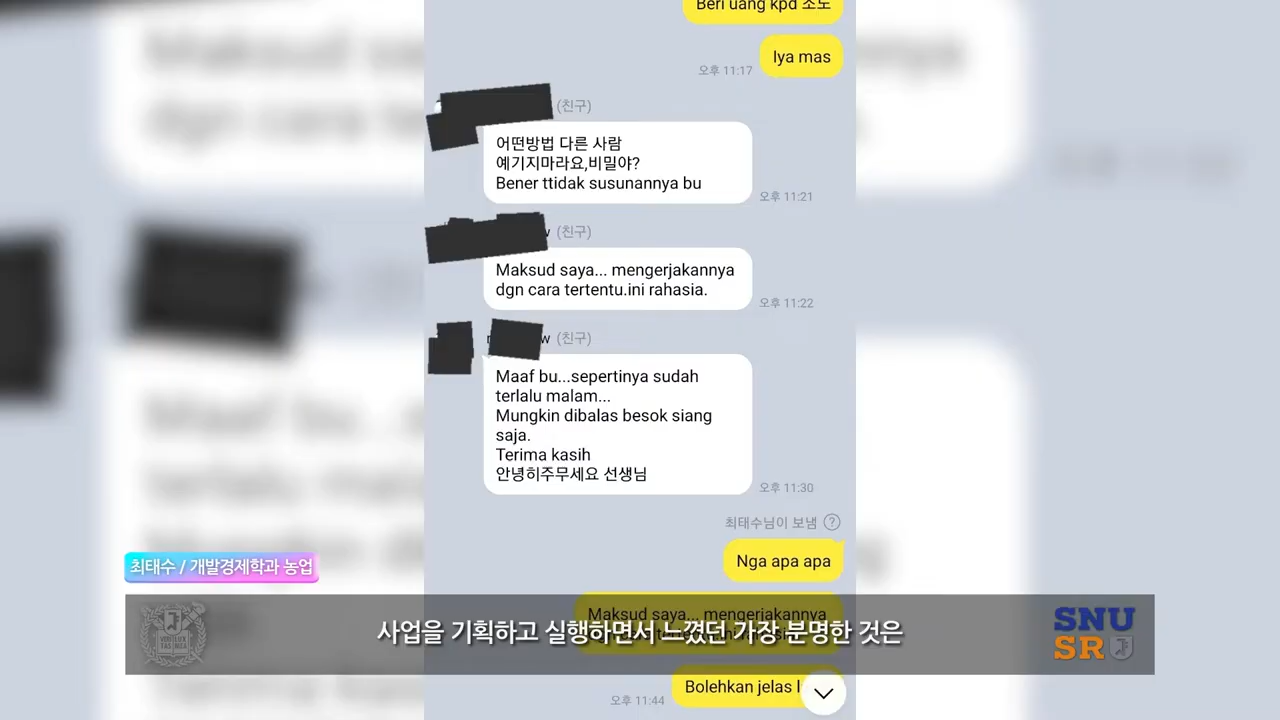 Beri uang kpd 소도
Iya mas
오후 11:17
(친구)
어떤방법 다른 사람
예기지마라요,비밀야?
Bener ttidak susunannya bu
오후 11:21
(친구)
Maksud saya... mengerjakannya
dgn cara tertentu.ini rahasia.
오후 11:22
(친구)
Maaf bu...sepertinya sudah
terlalu malam...
Mungkin dibalas besok siang
saja.
Terima kasih
안녕히주무세요 선생님
오후 11:30
최태수님이 보냄 ?
Nga apa apa
최태수 / 개발경제학과 농업
Maksud saya... mengerjakannya
사업을 기획하고 실행하면서 느꼈던 가장 분명한 것은
SNU
SR
Bolehkan jelas
오후 11:44